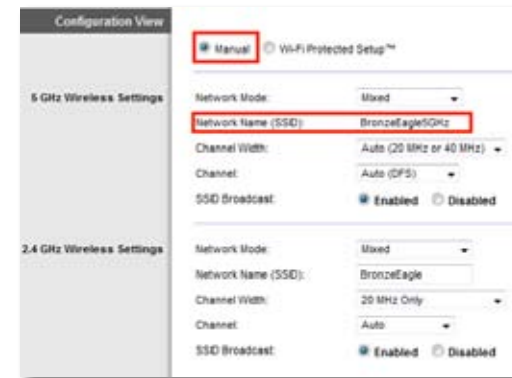 Configuration View
Manual Wi-Fi Protected Setup™
5 GHz Wireless Settings
Network Mode: Mixed
Network Name (SSID): BronzeEagle5GHz
Channel Width: Auto (20 MHz or 40 MHz)
Channel: Auto (DFS)
SSID Broadcast: Enabled Disabled
2.4 GHz Wireless Settings
Network Mode: Mixed
Network Name (SSID): BronzeEagle
Channel Width: 20 MHz Only
Channel: Auto
SSID Broadcast: Enabled Disabled